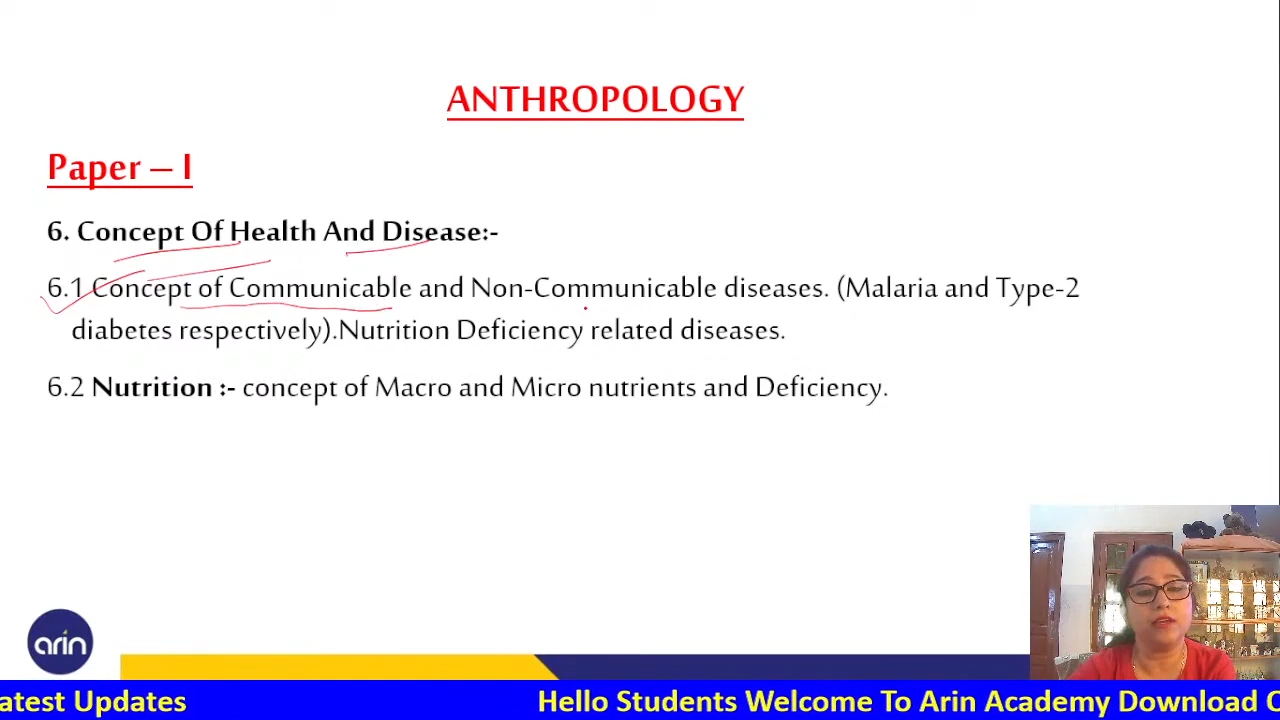 ANTHROPOLOGY
Paper – I
6. Concept Of Health And Disease:-
6.1 Concept of Communicable and Non-Communicable diseases. (Malaria and Type-2
diabetes respectively).Nutrition Deficiency related diseases.
6.2 Nutrition :- concept of Macro and Micro nutrients and Deficiency.
arin
atest Updates Hello Students Welcome To Arin Academy Download